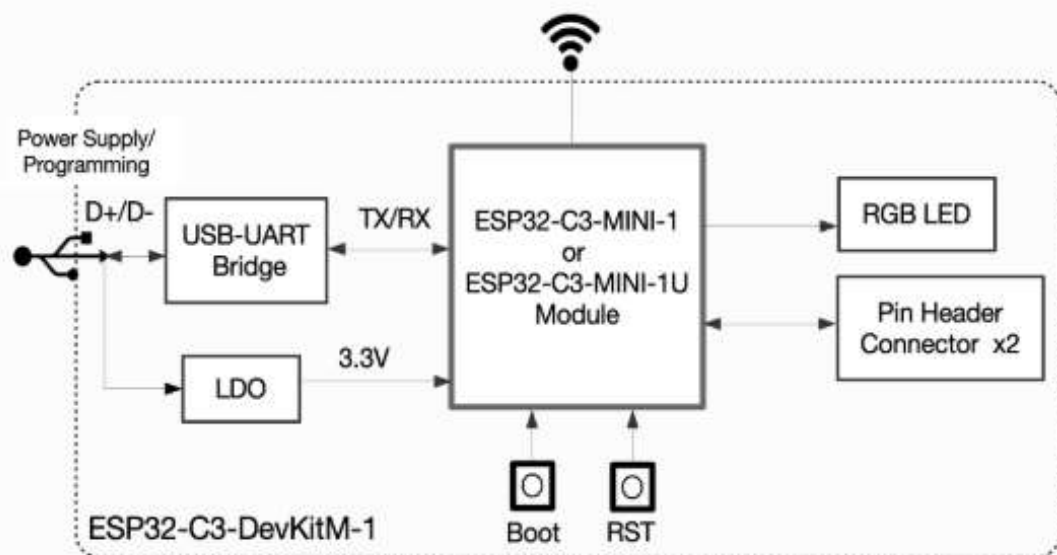 Power Supply/
Programming
D+/D-
USB-UART
Bridge
TX/RX
LDO
3.3V
ESP32-C3-MINI-1
or
ESP32-C3-MINI-1U
Module
RGB LED
Pin Header
Connector x2
Boot
RST
ESP32-C3-DevKitM-1